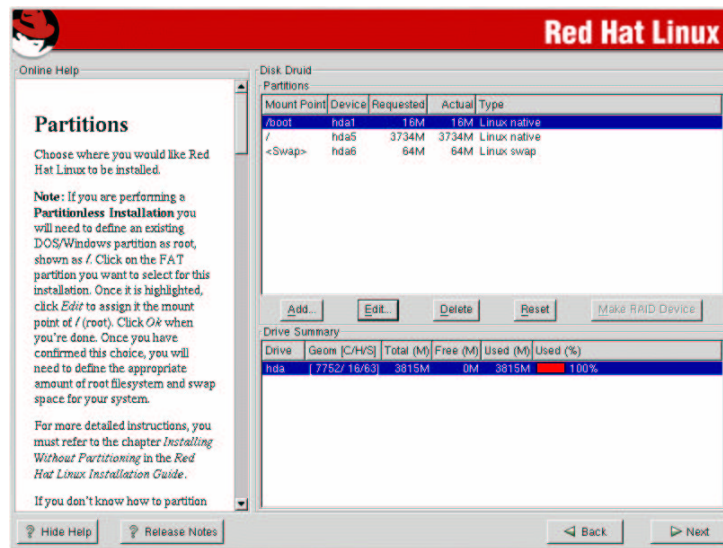 Red Hat Linux
Online Help
Partitions
Choose where you would like Red
Hat Linux to be installed.
Note: If you are performing a
Partitionless Installation you
will need to define an existing
DOS/Windows partition as root,
shown as /. Click on the FAT
partition you want to select for this
installation. Once it is highlighted,
click Edit to assign it the mount
point of / (root). Click Ok when
you're done. Once you have
confirmed this choice, you will
need to define the appropriate
amount of root filesystem and swap
space for your system.
For more detailed instructions, you
must refer to the chapter Installing
Without Partitioning in the Red
Hat Linux Installation Guide.
If you don't know how to partition
Disk Druid
Partitions
Mount Point Device Requested Actual Type
/boot hda1 16M 16M Linux native
/ hda5 3734M 3734M Linux native
<Swap> hda6 64M 64M Linux swap
Add... Edit... Delete Reset Make RAID Device
Drive Summary
Drive Geom [C/H/S] Total (M) Free (M) Used (M) Used (%)
hda [ 7752/ 16/63] 3815M 0M 3815M 100%
Hide Help Release Notes Back Next